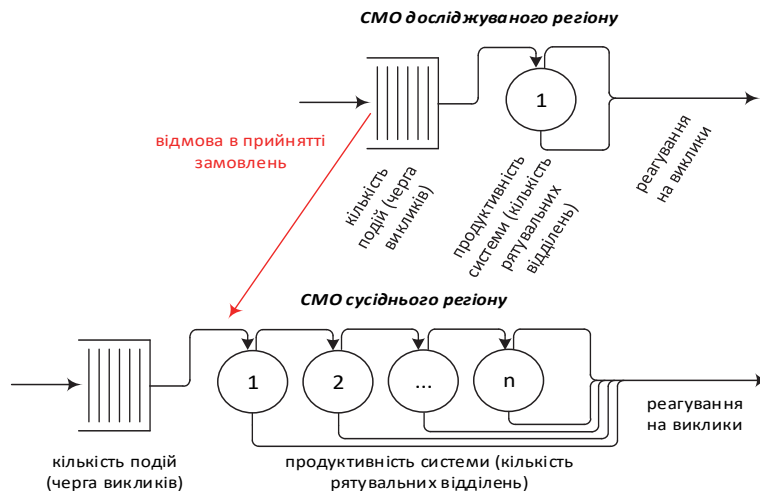 СМО досліджуваного регіону
1
відмова в прийнятті
замовлень
кількість
подій (черга
викликів)
продуктивність
системи (кількість
рятувальних
відділень)
реагування
на виклики
СМО сусіднього регіону
1
2
...
n
реагування
на виклики
кількість подій
(черга викликів)
продуктивність системи (кількість
рятувальних відділень)